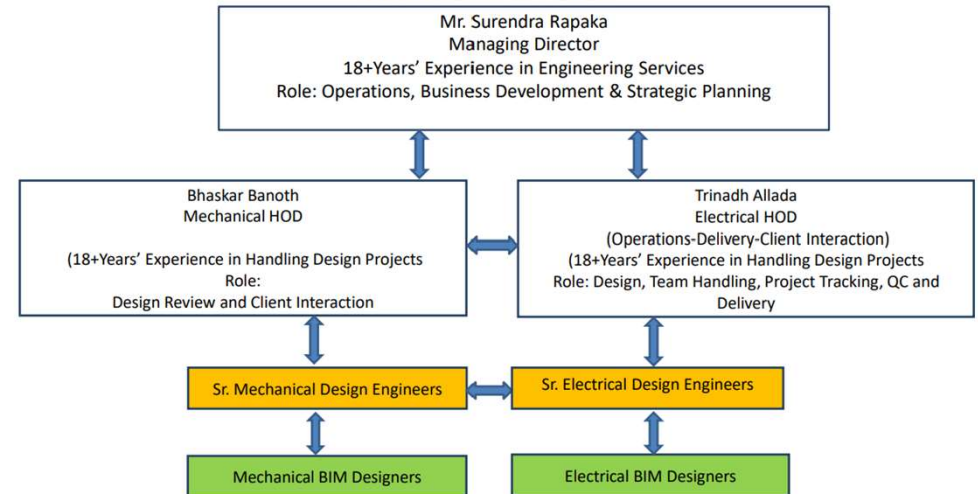 Mr. Surendra Rapaka
Managing Director
18+Years’ Experience in Engineering Services
Role: Operations, Business Development & Strategic Planning
Bhaskar Banoth
Mechanical HOD
(18+Years’ Experience in Handling Design Projects
Role:
Design Review and Client Interaction
Trinadh Allada
Electrical HOD
(Operations-Delivery-Client Interaction)
(18+Years’ Experience in Handling Design Projects
Role: Design, Team Handling, Project Tracking, QC and
Delivery
Sr. Mechanical Design Engineers
Sr. Electrical Design Engineers
Mechanical BIM Designers
Electrical BIM Designers